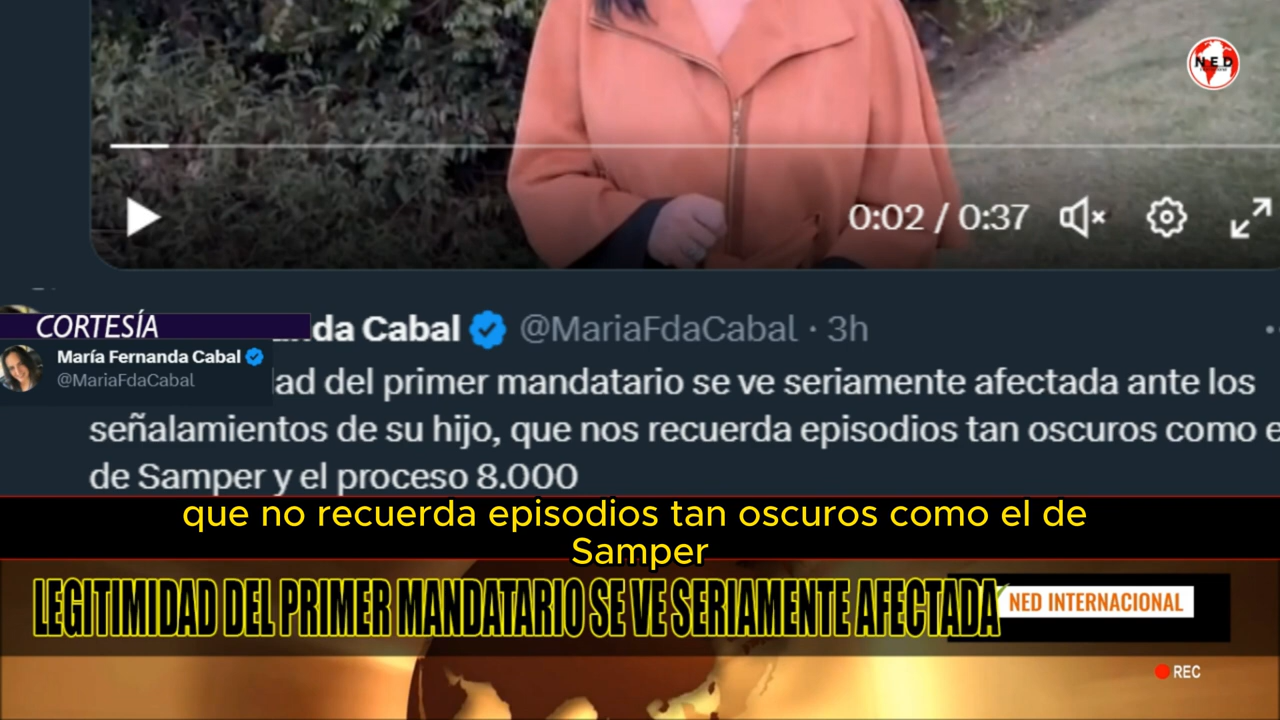 NED
0:02 / 0:37
CORTESÍA
da Cabal @MariaFdaCabal · 3h
María Fernanda Cabal
@MariaFdaCabal
ad del primer mandatario se ve seriamente afectada ante los
señalamientos de su hijo, que nos recuerda episodios tan oscuros como e
de Samper y el proceso 8.000
que no recuerda episodios tan oscuros como el de
Samper
LEGITIMIDAD DEL PRIMER MANDATARIO SE VE SERIAMENTE AFECTADA
NED INTERNACIONAL
REC